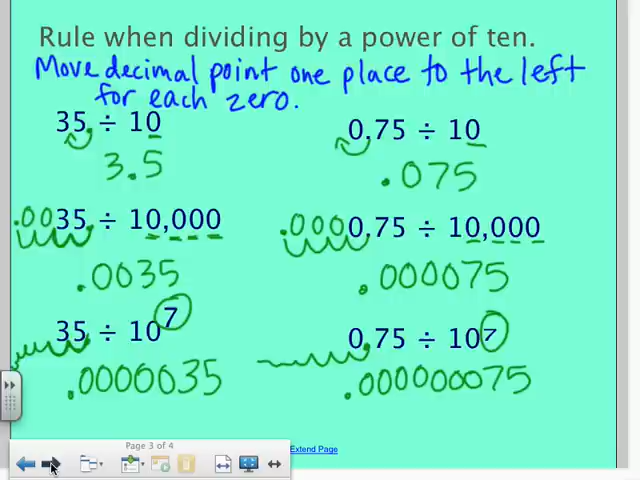 Rule when dividing by a power of ten.
Move decimal point one place to the left
for each zero.
35. ÷ 10
0.75 ÷ 10
3.5
.075
.0035. ÷ 10,000
.0000.75 ÷ 10,000
.0035
.000075
35 ÷ 10⁷
0.75 ÷ 10⁷
.0000035
.000000075
Page 3 of 4
Extend Page